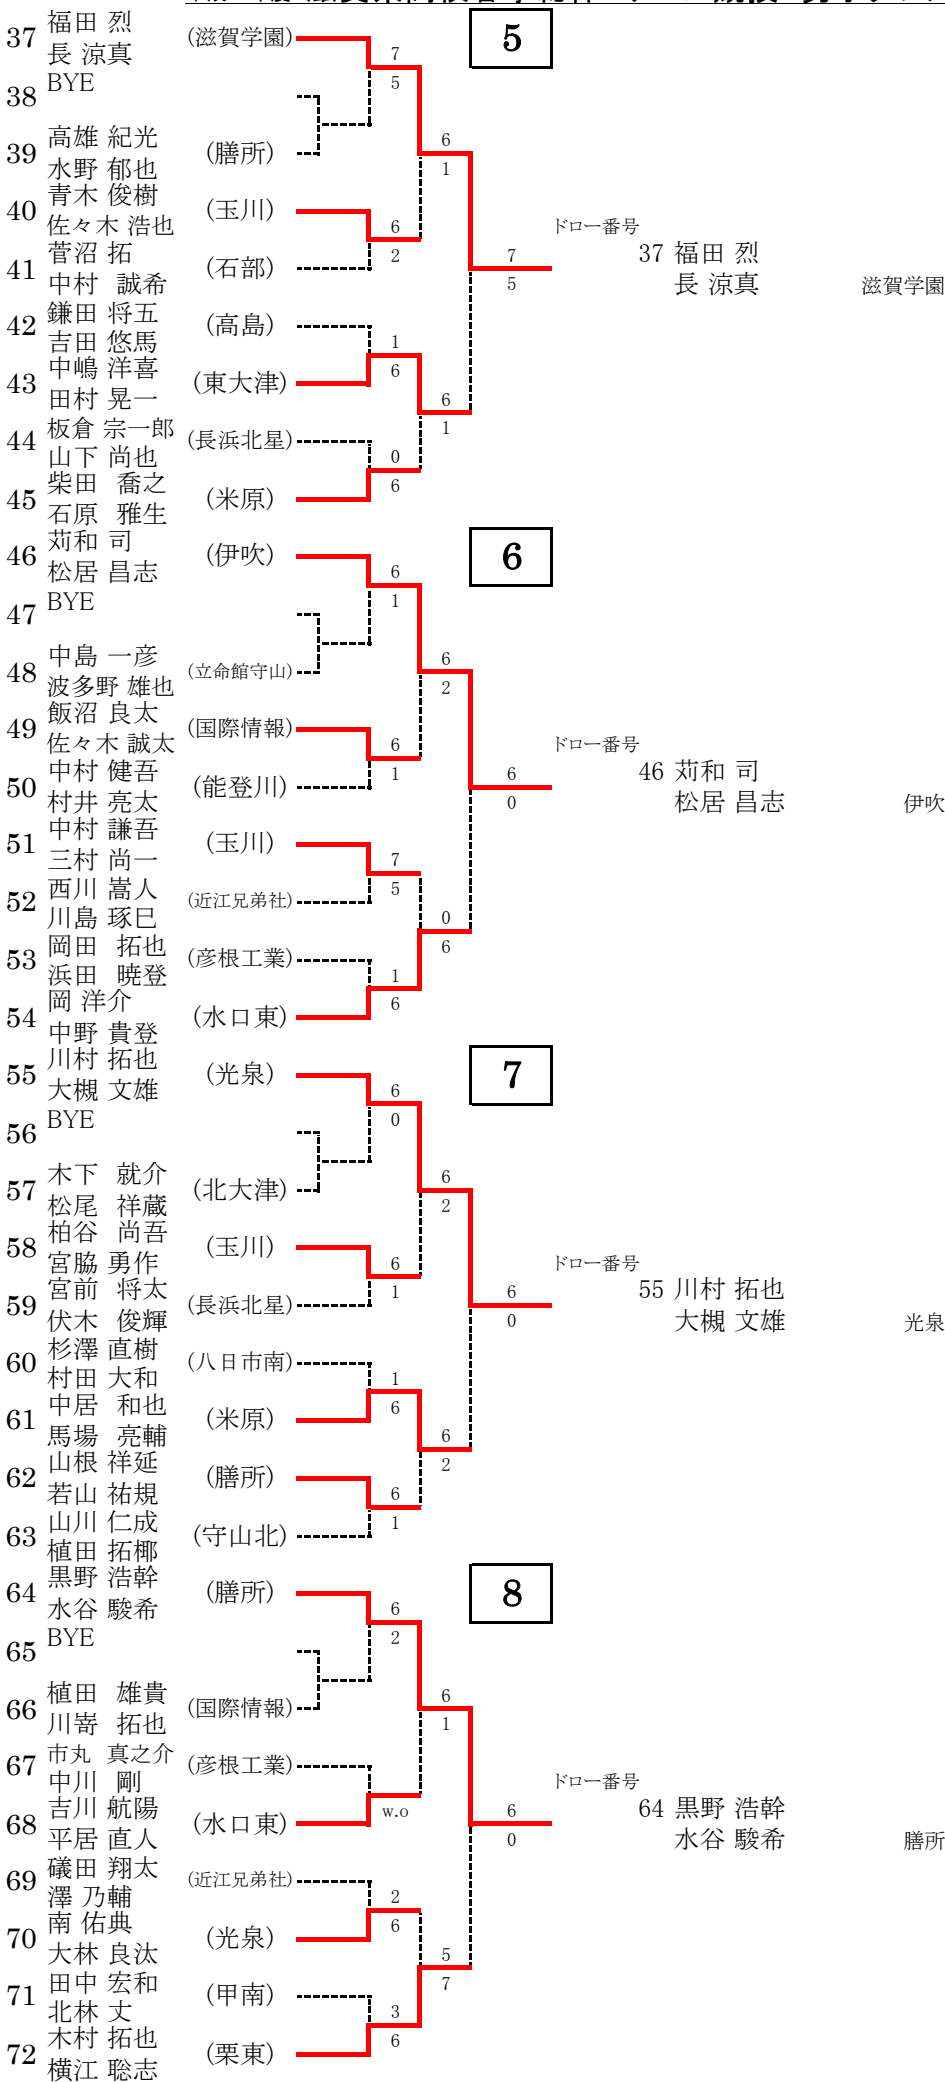 5
37 福田 烈 (滋賀学園)
長 涼真
7
5
38 BYE
6
1
39 高雄 紀光 (膳所)
水野 郁也
40 青木 俊樹 (玉川)
佐々木 浩也
6
2
41 菅沼 拓 (石部)
中村 誠希
ドロー番号
7
5
37 福田 烈
長 涼真 滋賀学園
42 鎌田 将五 (高島)
吉田 悠馬
1
6
43 中嶋 洋喜 (東大津)
田村 晃一
6
1
44 板倉 宗一郎 (長浜北星)
山下 尚也
0
6
45 柴田 喬之 (米原)
石原 雅生
6
46 苅和 司 (伊吹)
松居 昌志
6
1
47 BYE
6
2
48 中島 一彦 (立命館守山)
波多野 雄也
49 飯沼 良太 (国際情報)
佐々木 誠太
6
1
50 中村 健吾 (能登川)
村井 亮太
ドロー番号
6
0
46 苅和 司
松居 昌志 伊吹
51 中村 謙吾 (玉川)
三村 尚一
7
5
52 西川 嵩人 (近江兄弟社)
川島 琢巳
0
6
53 岡田 拓也 (彦根工業)
浜田 暁登
1
6
54 岡 洋介 (水口東)
中野 貴登
7
55 川村 拓也 (光泉)
大槻 文雄
6
0
56 BYE
6
2
57 木下 就介 (北大津)
松尾 祥蔵
58 柏谷 尚吾 (玉川)
宮脇 勇作
6
1
59 宮前 将太 (長浜北星)
伏木 俊輝
ドロー番号
6
0
55 川村 拓也
大槻 文雄 光泉
60 杉澤 直樹 (八日市南)
村田 大和
1
6
61 中居 和也 (米原)
馬場 亮輔
6
2
62 山根 祥延 (膳所)
若山 祐規
6
1
63 山川 仁成 (守山北)
植田 拓椰
8
64 黒野 浩幹 (膳所)
水谷 駿希
6
2
65 BYE
6
1
66 植田 雄貴 (国際情報)
川嵜 拓也
67 市丸 真之介 (彦根工業)
中川 剛
w.o
68 吉川 航陽 (水口東)
平居 直人
ドロー番号
6
0
64 黒野 浩幹
水谷 駿希 膳所
69 礒田 翔太 (近江兄弟社)
澤 乃輔
2
6
70 南 佑典 (光泉)
大林 良汰
5
7
71 田中 宏和 (甲南)
北林 丈
3
6
72 木村 拓也 (栗東)
横江 聡志